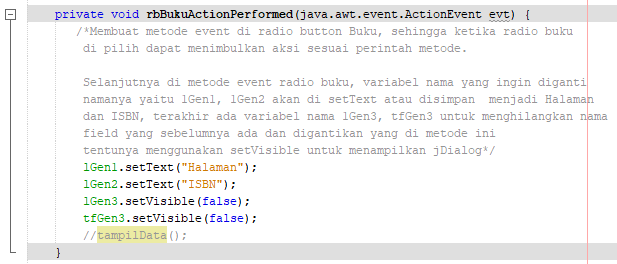 private void rbBukuActionPerformed(java.awt.event.ActionEvent evt) {
/*Membuat metode event di radio button Buku, sehingga ketika radio buku
di pilih dapat menimbulkan aksi sesuai perintah metode.
Selanjutnya di metode event radio buku, variabel nama yang ingin diganti
namanya yaitu lGen1, lGen2 akan di setText atau disimpan  menjadi Halaman
dan ISBN, terakhir ada variabel nama lGen3, tfGen3 untuk menghilangkan nama
field yang sebelumnya ada dan digantikan yang di metode ini
tentunya menggunakan setVisible untuk menampilkan jDialog*/
lGen1.setText("Halaman");
lGen2.setText("ISBN");
lGen3.setVisible(false);
tfGen3.setVisible(false);
//tampilData();
}